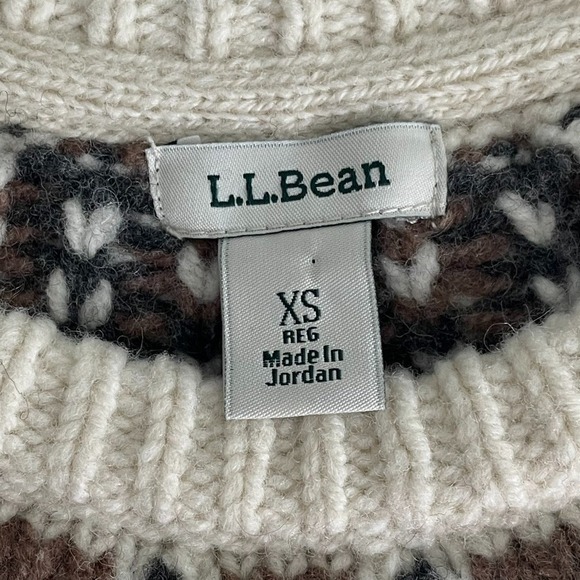 L.L.Bean
XS
REG
Made In
Jordan